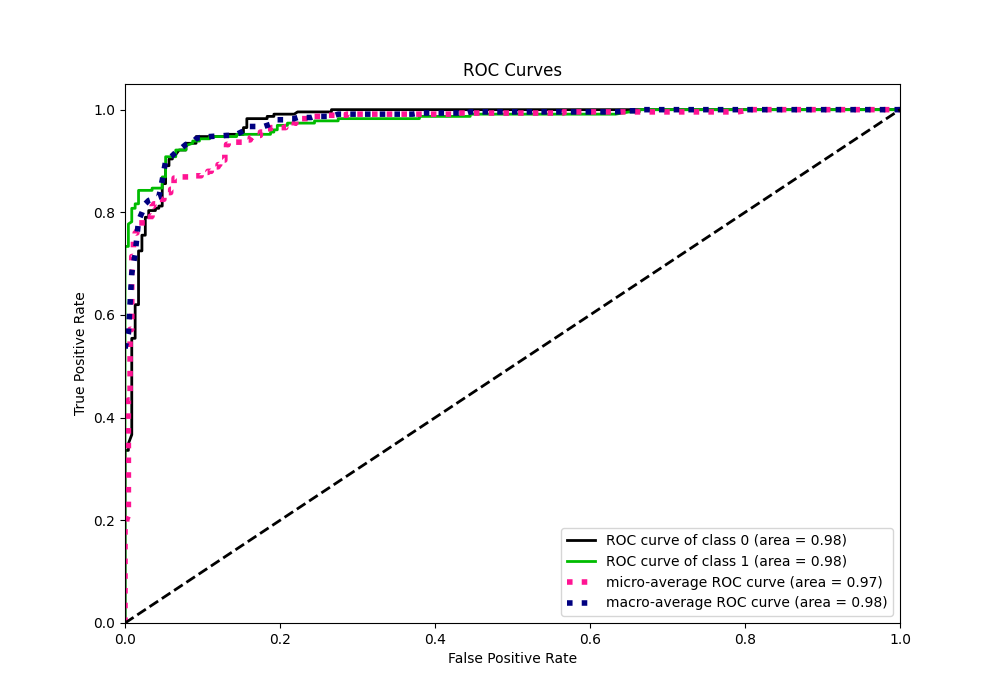 ROC Curves
True Positive Rate
1.0
0.8
0.6
0.4
0.2
0.0
0.0 0.2 0.4 0.6 0.8 1.0
False Positive Rate
ROC curve of class 0 (area = 0.98)
ROC curve of class 1 (area = 0.98)
micro-average ROC curve (area = 0.97)
macro-average ROC curve (area = 0.98)